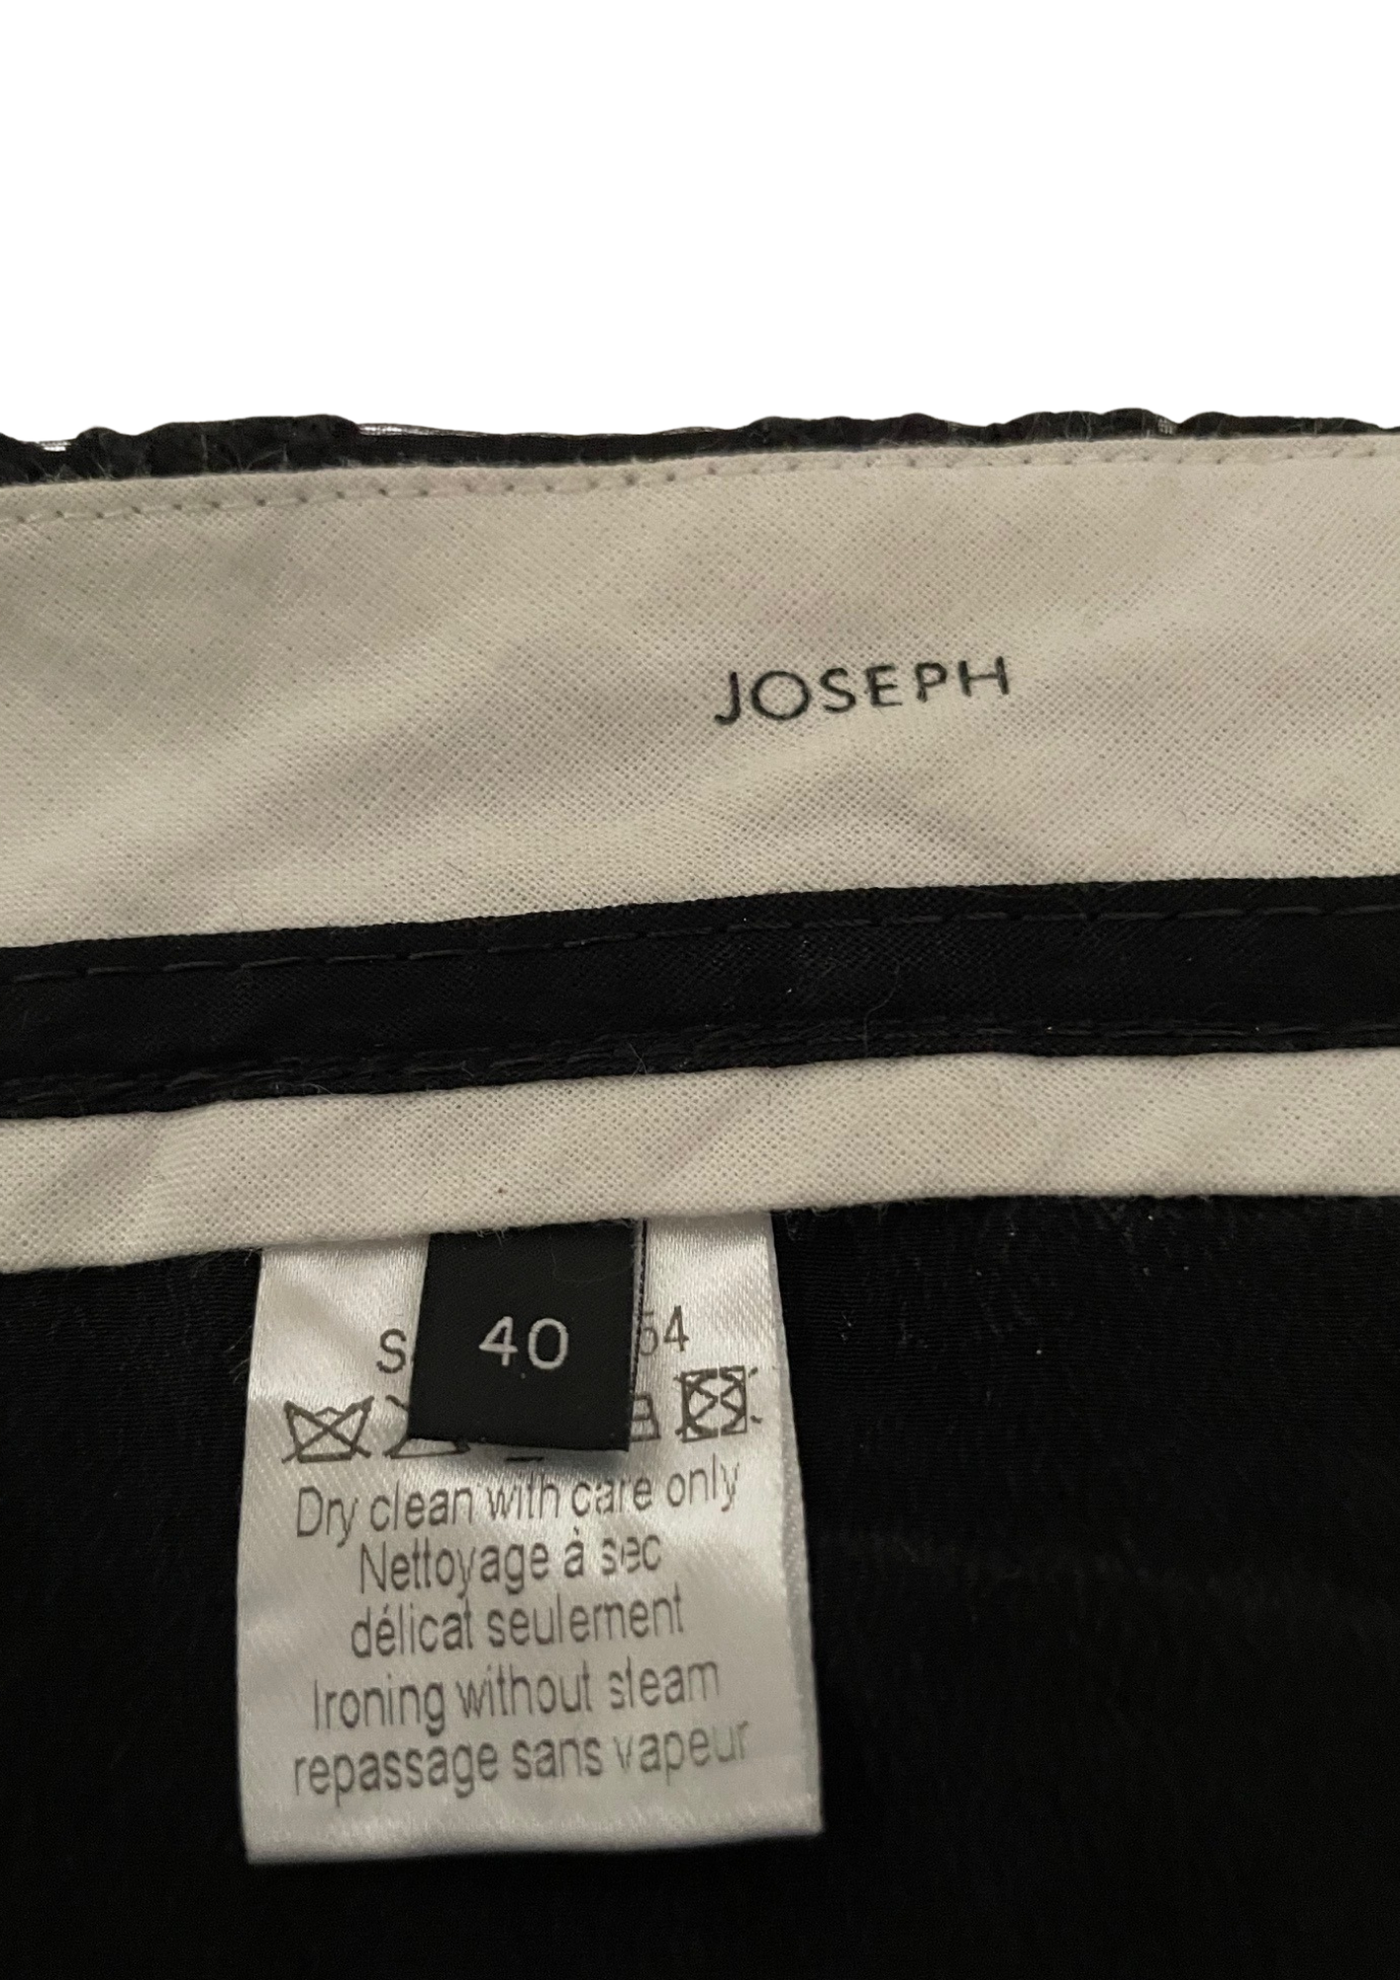 JOSEPH
40
Dry clean with care only
Nettoyage à sec
délicat seulement
Ironing without steam
repassage sans vapeur